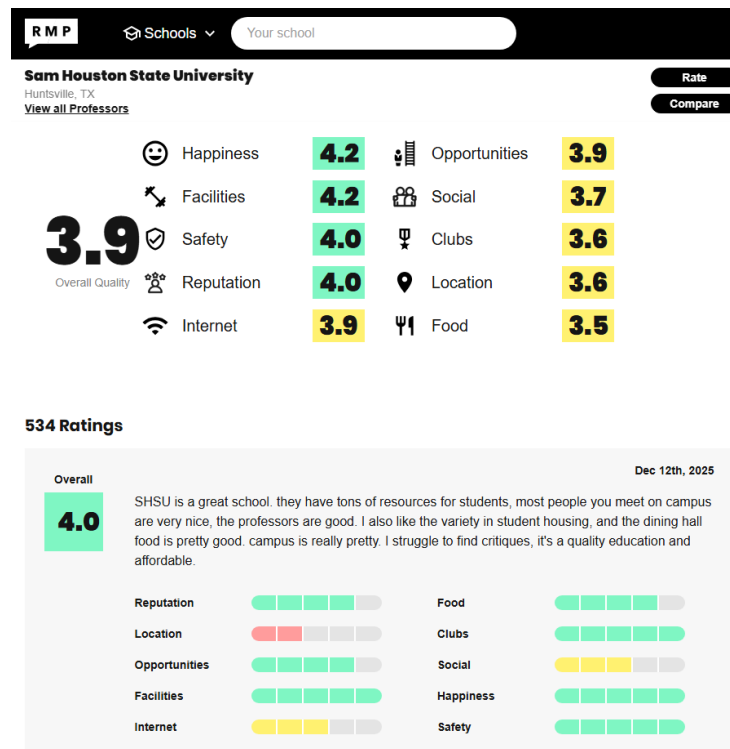 RMP
Schools
Your school
Sam Houston State University
Rate
Huntsville, TX
View all Professors
Compare
3.9
Overall Quality
Happiness 4.2
Facilities 4.2
Safety 4.0
Reputation 4.0
Internet 3.9
Opportunities 3.9
Social 3.7
Clubs 3.6
Location 3.6
Food 3.5
534 Ratings
Dec 12th, 2025
Overall
4.0
SHSU is a great school. they have tons of resources for students, most people you meet on campus
are very nice, the professors are good. I also like the variety in student housing, and the dining hall
food is pretty good. campus is really pretty. I struggle to find critiques, it's a quality education and
affordable.
Reputation
Location
Opportunities
Facilities
Internet
Food
Clubs
Social
Happiness
Safety